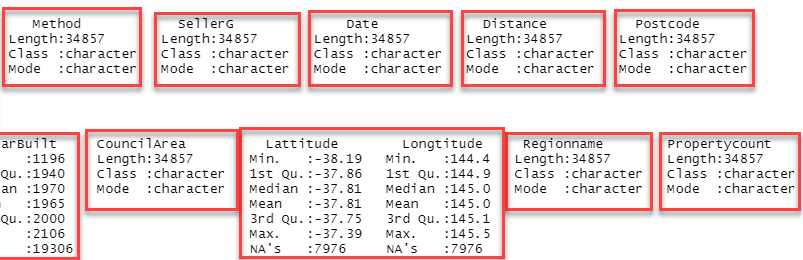 Method SellerG Date Distance Postcode
Length:34857 Length:34857 Length:34857 Length:34857 Length:34857
Class :character Class :character Class :character Class :character Class :character
Mode :character Mode :character Mode :character Mode :character Mode :character
arBuilt CouncilArea Lattitude Longtitude Regionname Propertycount
:1196 Length:34857 Min. :-38.19 Min. :144.4 Length:34857 Length:34857
Qu.:1940 Class :character 1st Qu.:-37.86 1st Qu.:144.9 Class :character Class :character
an :1970 Mode :character Median :-37.81 Median :145.0 Mode :character Mode :character
:1965 Mean :-37.81 Mean :145.0
Qu.:2000 3rd Qu.:-37.75 3rd Qu.:145.1
:2106 Max. :-37.39 Max. :145.5
:19306 NA's :7976 NA's :7976